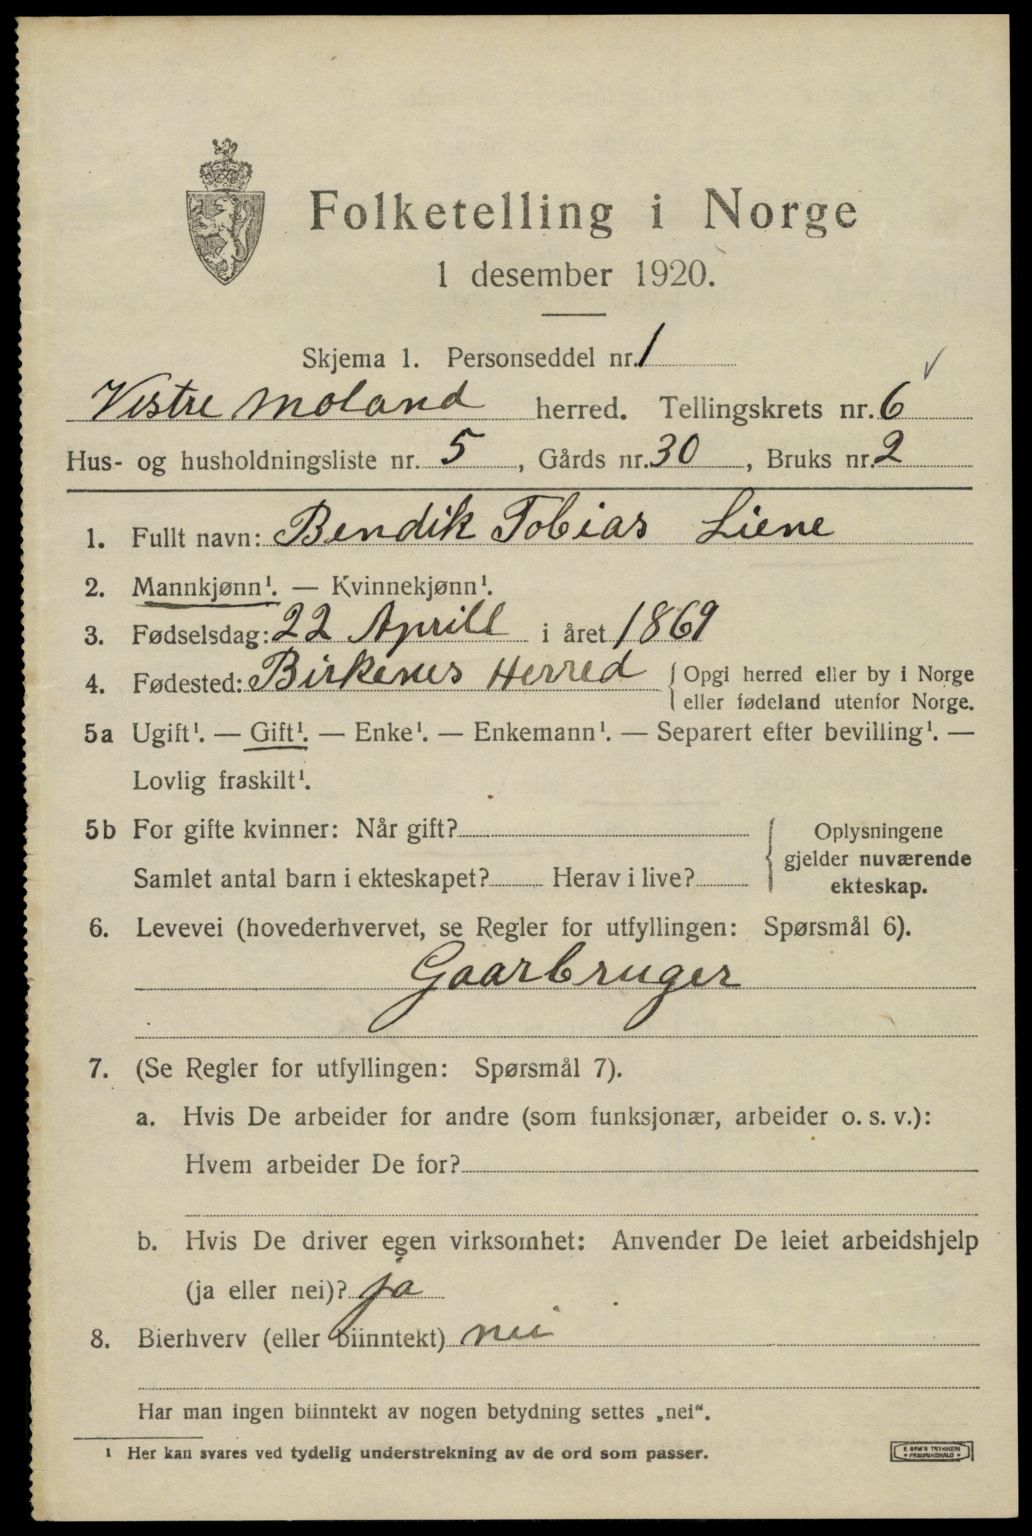 Folketelling i Norge
1 desember 1920.
Skjema 1. Personseddel nr. 1
Vestre Moland herred. Tellingskrets nr. 6
Hus- og husholdningsliste nr. 5, Gårds nr. 30, Bruks nr. 2
1. Fullt navn: Bendik Tobias Liene
2. Mannkjønn¹. — Kvinnekjønn¹.
3. Fødselsdag: 22 Aprill i året 1869
4. Fødested: Birkenes Herred { Opgi herred eller by i Norge
eller fødeland utenfor Norge.
5a Ugift¹. — Gift¹. — Enke¹. — Enkemann¹. — Separert efter bevilling¹. —
Lovlig fraskilt¹.
5b For gifte kvinner: Når gift?
Samlet antal barn i ekteskapet? Herav i live?
{ Oplysningene
gjelder nuværende
ekteskap.
6. Levevei (hovederhvervet, se Regler for utfyllingen: Spørsmål 6).
Gaarbruger
7. (Se Regler for utfyllingen: Spørsmål 7).
a. Hvis De arbeider for andre (som funksjonær, arbeider o. s. v.):
Hvem arbeider De for?
b. Hvis De driver egen virksomhet: Anvender De leiet arbeidshjelp
(ja eller nei)? ja
8. Bierhverv (eller biinntekt) nei
Har man ingen biinntekt av nogen betydning settes „nei“.
¹ Her kan svares ved tydelig understrekning av de ord som passer.